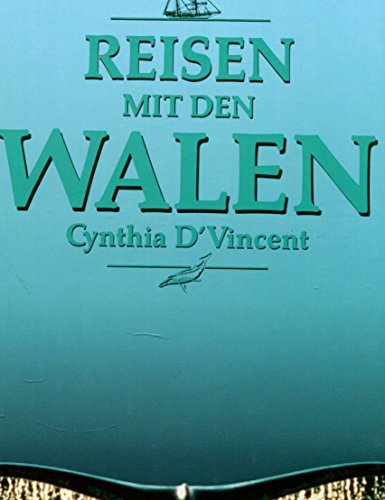 REISEN
MIT DEN
WALEN
Cynthia D'Vincent